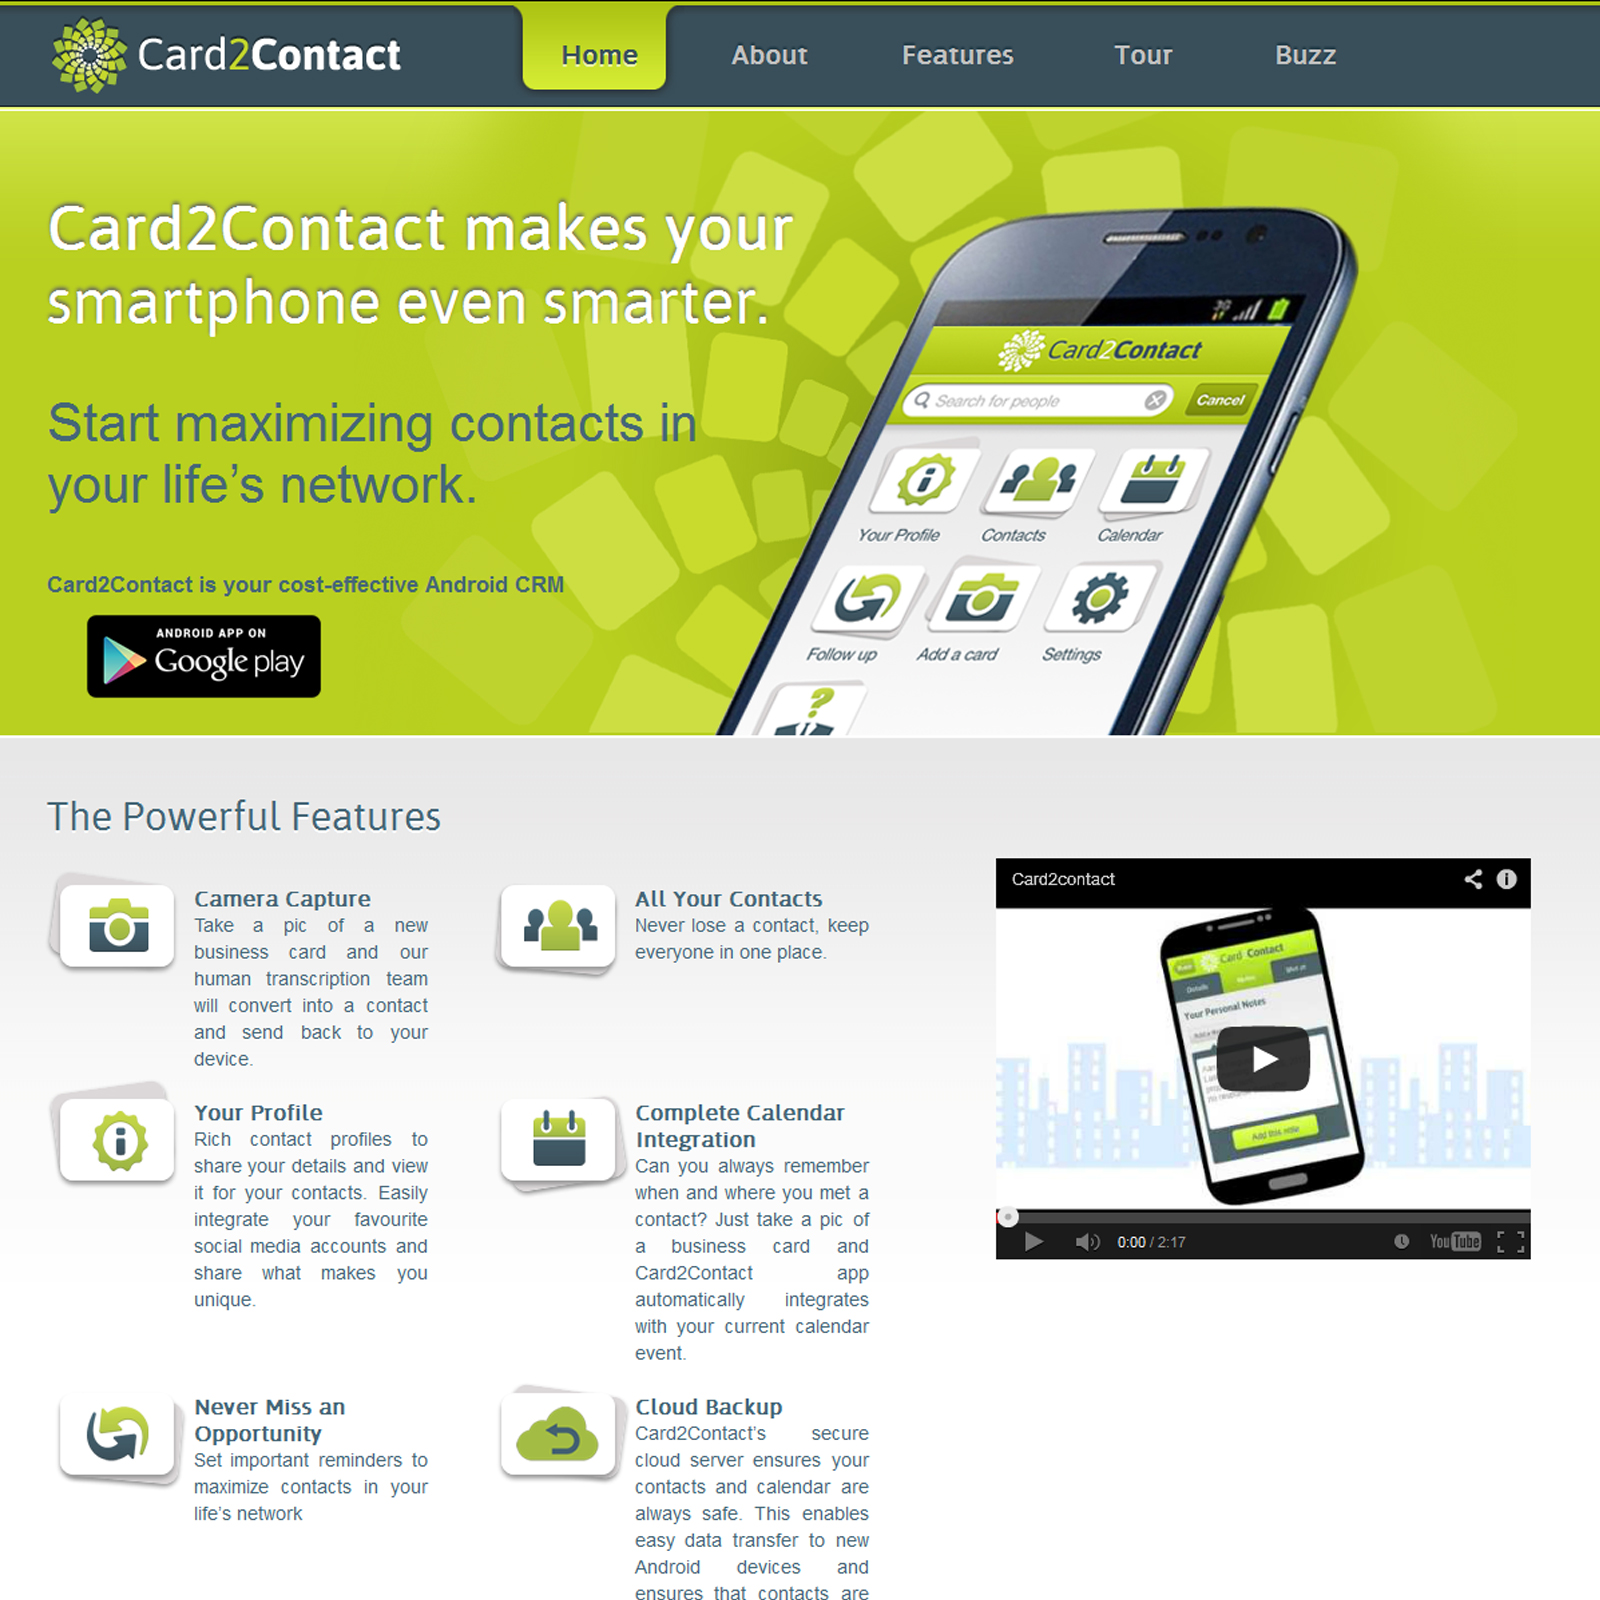 Card2Contact
Home
About
Features
Tour
Buzz
Card2Contact makes your
smartphone even smarter.
Start maximizing contacts in
your life’s network.
Card2Contact is your cost-effective Android CRM
ANDROID APP ON
Google play
3G
Card2Contact
Search for people
Cancel
Your Profile
Contacts
Calendar
Follow up
Add a card
Settings
The Powerful Features
Camera Capture
Take a pic of a new
business card and our
human transcription team
will convert into a contact
and send back to your
device.
All Your Contacts
Never lose a contact, keep
everyone in one place.
Your Profile
Rich contact profiles to
share your details and view
it for your contacts. Easily
integrate your favourite
social media accounts and
share what makes you
unique.
Complete Calendar
Integration
Can you always remember
when and where you met a
contact? Just take a pic of
a business card and
Card2Contact app
automatically integrates
with your current calendar
event.
Never Miss an
Opportunity
Set important reminders to
maximize contacts in your
life’s network
Cloud Backup
Card2Contact’s secure
cloud server ensures your
contacts and calendar are
always safe. This enables
easy data transfer to new
Android devices and
ensures that contacts are
Card2contact
Card Contact
Details
Your Personal Notes
Add this note
0:00 / 2:17
YouTube